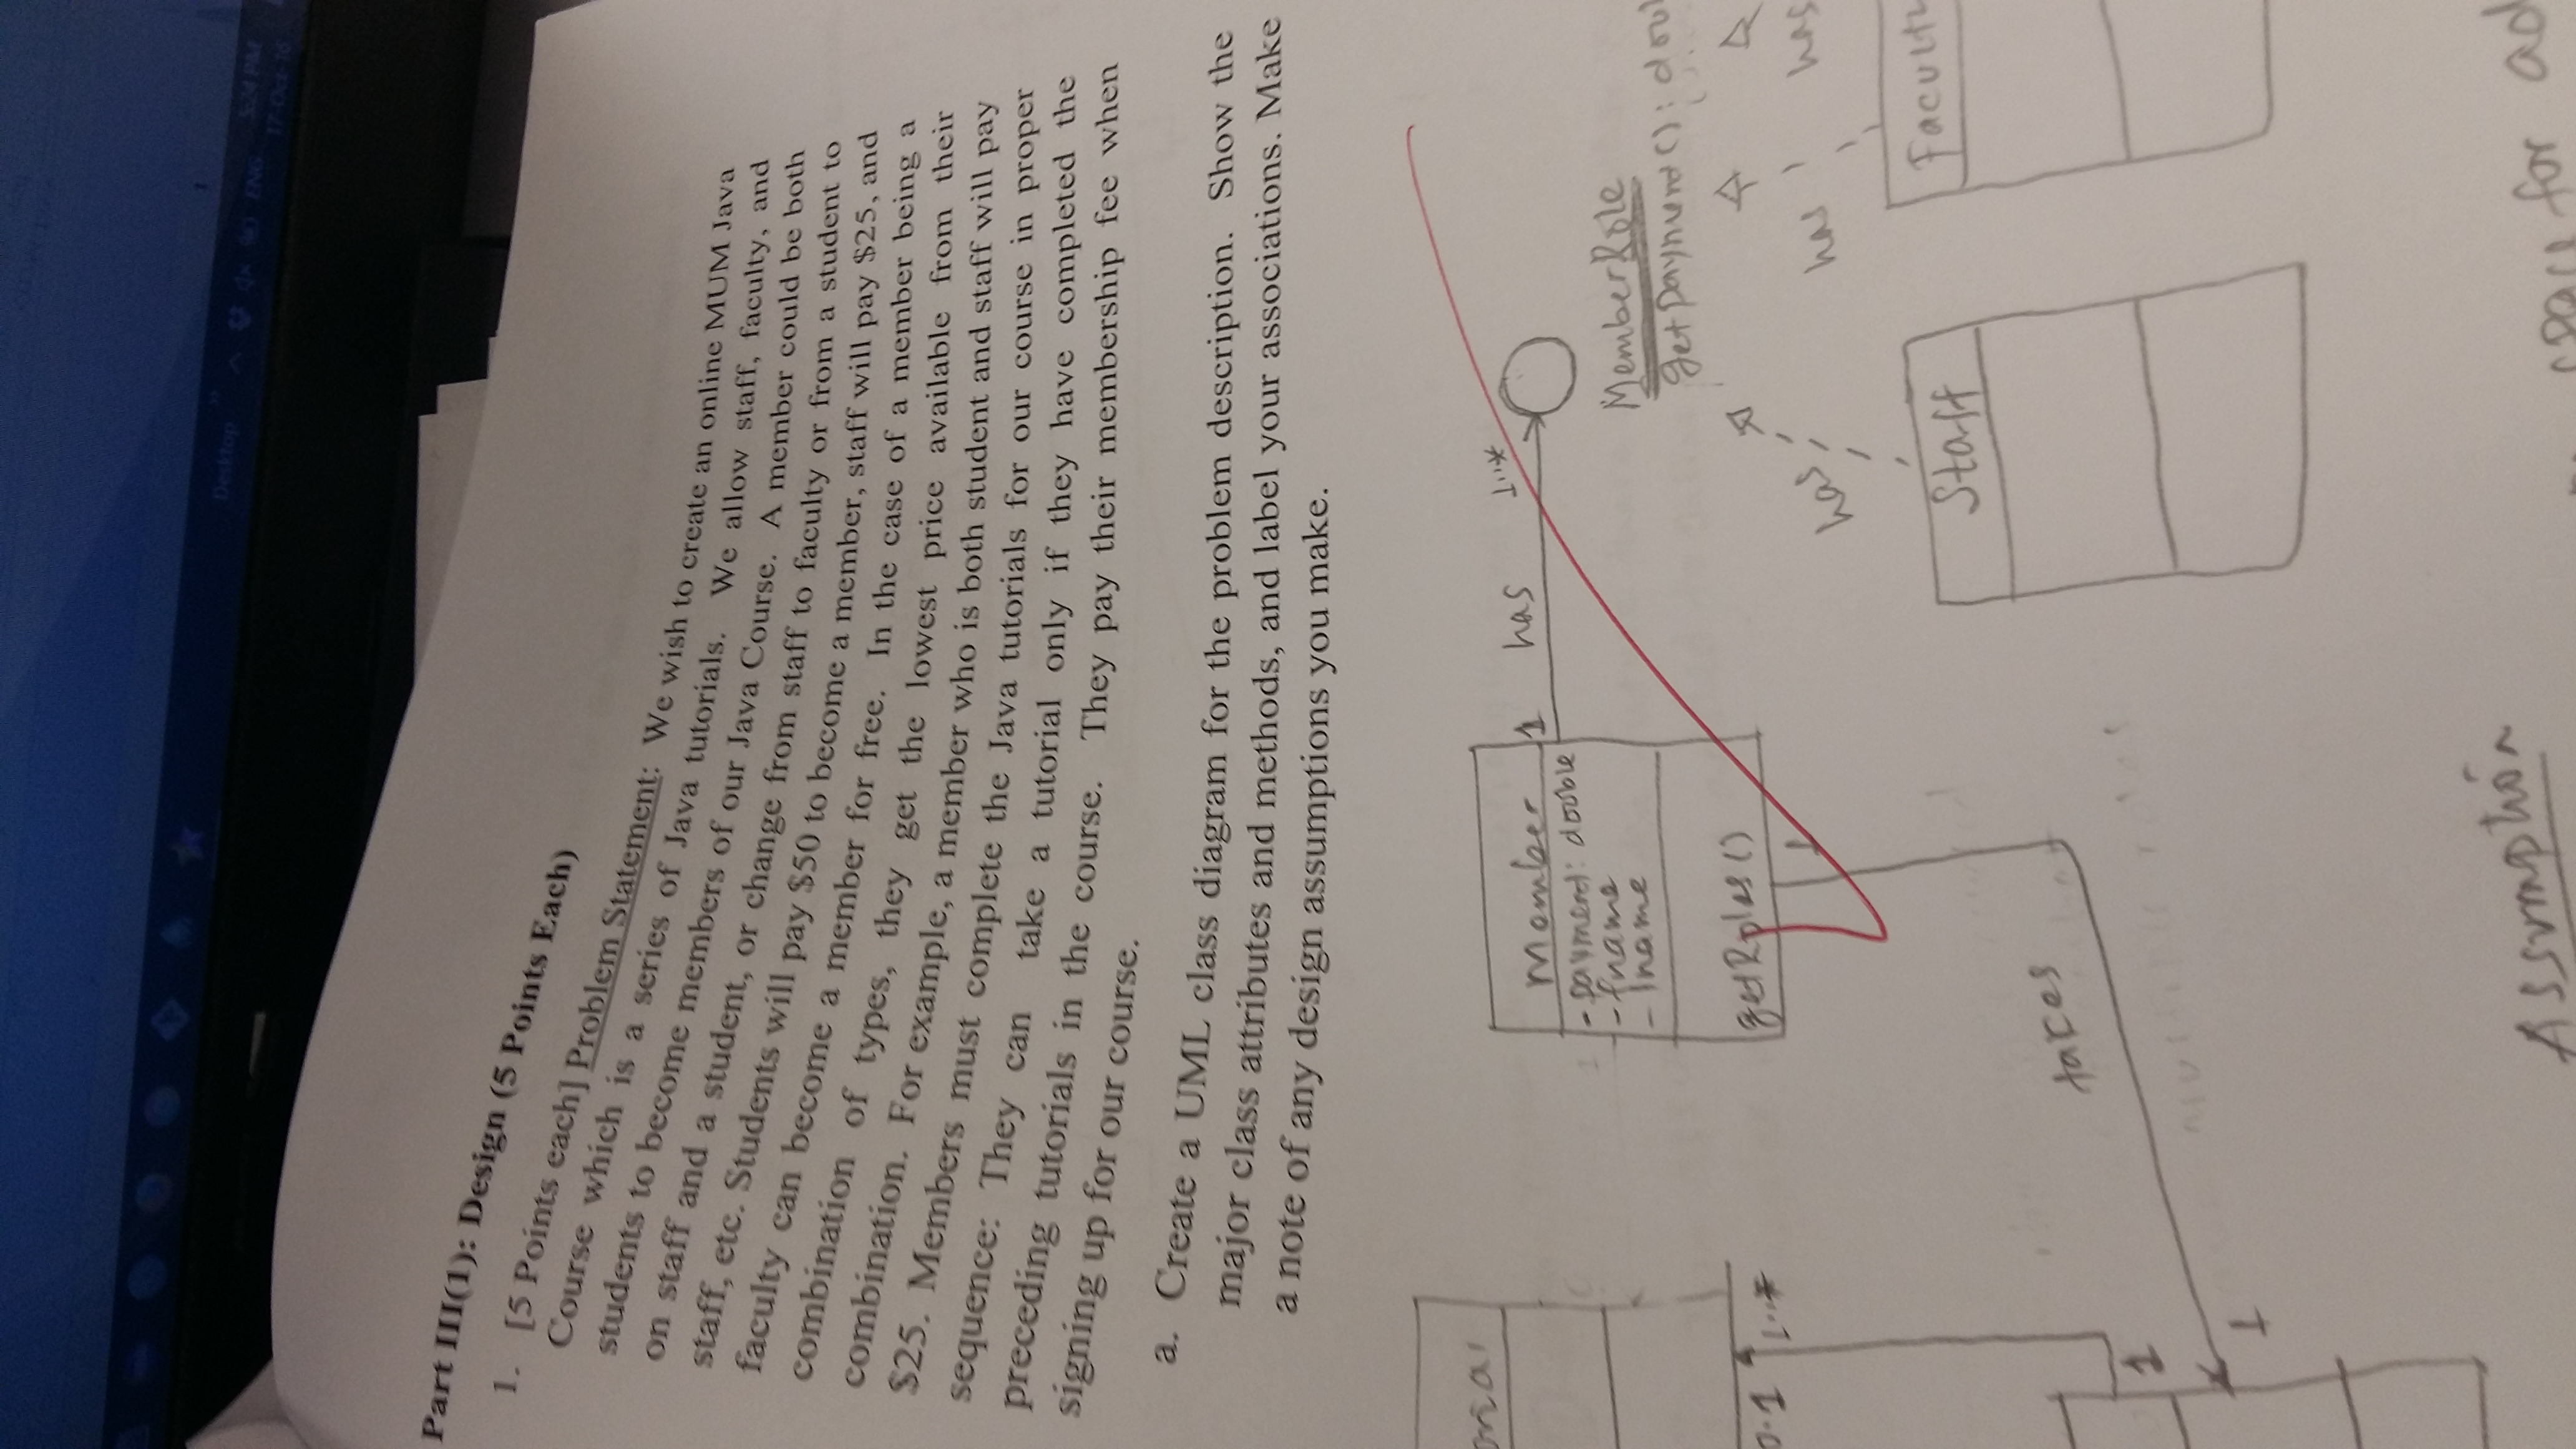 Desktop
ENG
5:24 PM
17-Oct-16
Part III(1): Design (5 Points Each)
1. [5 Points each] Problem Statement: We wish to create an online MUM Java
Course which is a series of Java tutorials. We allow staff, faculty, and
students to become members of our Java Course. A member could be both
on staff and a student, or change from staff to faculty or from a student to
staff, etc. Students will pay $50 to become a member, staff will pay $25, and
faculty can become a member for free. In the case of a member being a
combination of types, they get the lowest price available from their
combination. For example, a member who is both student and staff will pay
$25. Members must complete the Java tutorials for our course in proper
sequence: They can take a tutorial only if they have completed the
preceding tutorials in the course. They pay their membership fee when
signing up for our course.
a. Create a UML class diagram for the problem description. Show the
major class attributes and methods, and label your associations. Make
a note of any design assumptions you make.
Member
- payment: double
- fname
- lname
getRoles()
1 has 1..*
MemberRole
getPayment():
0.1 1..*
1
has has has
Staff
Faculty
takes
1
1
Assumption
space for ad